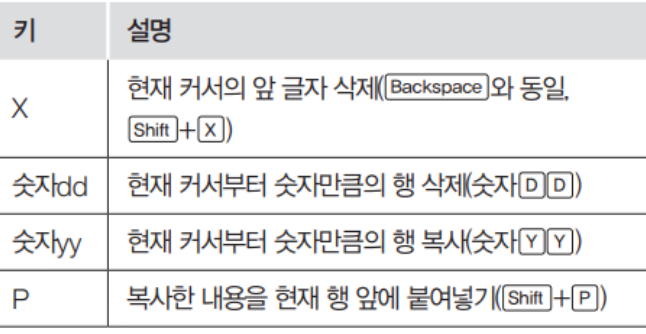 키 설명
X 현재 커서의 앞 글자 삭제(Backspace와 동일,
Shift+X)
숫자dd 현재 커서부터 숫자만큼의 행 삭제(숫자DD)
숫자yy 현재 커서부터 숫자만큼의 행 복사(숫자YY)
P 복사한 내용을 현재 행 앞에 붙여넣기(Shift+P)